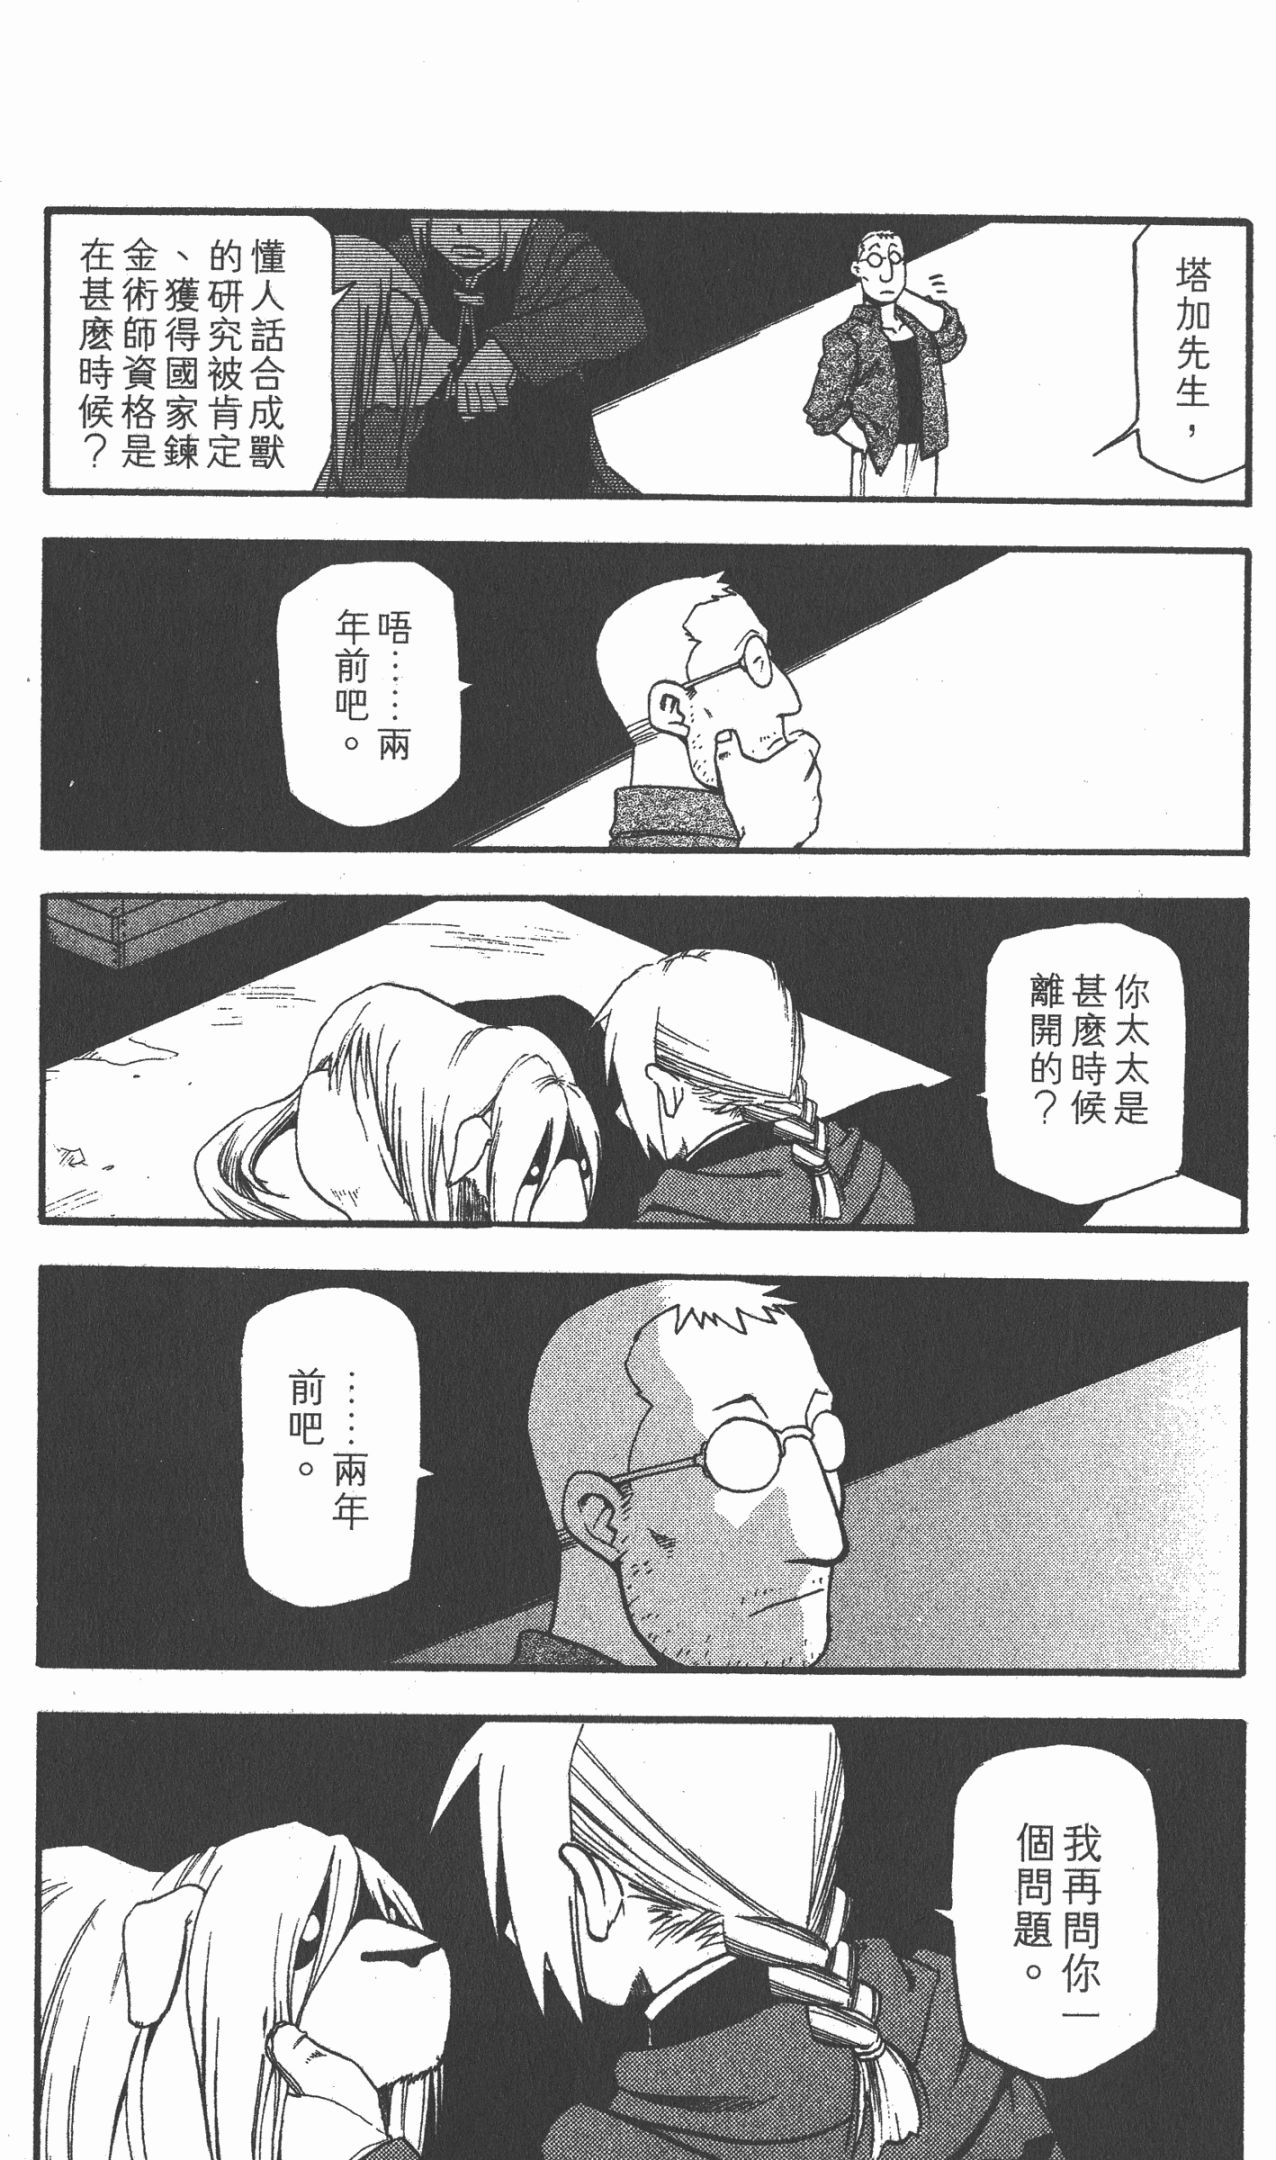 塔加先生，
懂人話合成獸
的研究被肯定
、獲得國家鍊
金術師資格是
在甚麼時候？
唔……兩
年前吧。
你太太是
甚麼時候
離開的？
……兩年
前吧。
我再問你一
個問題。